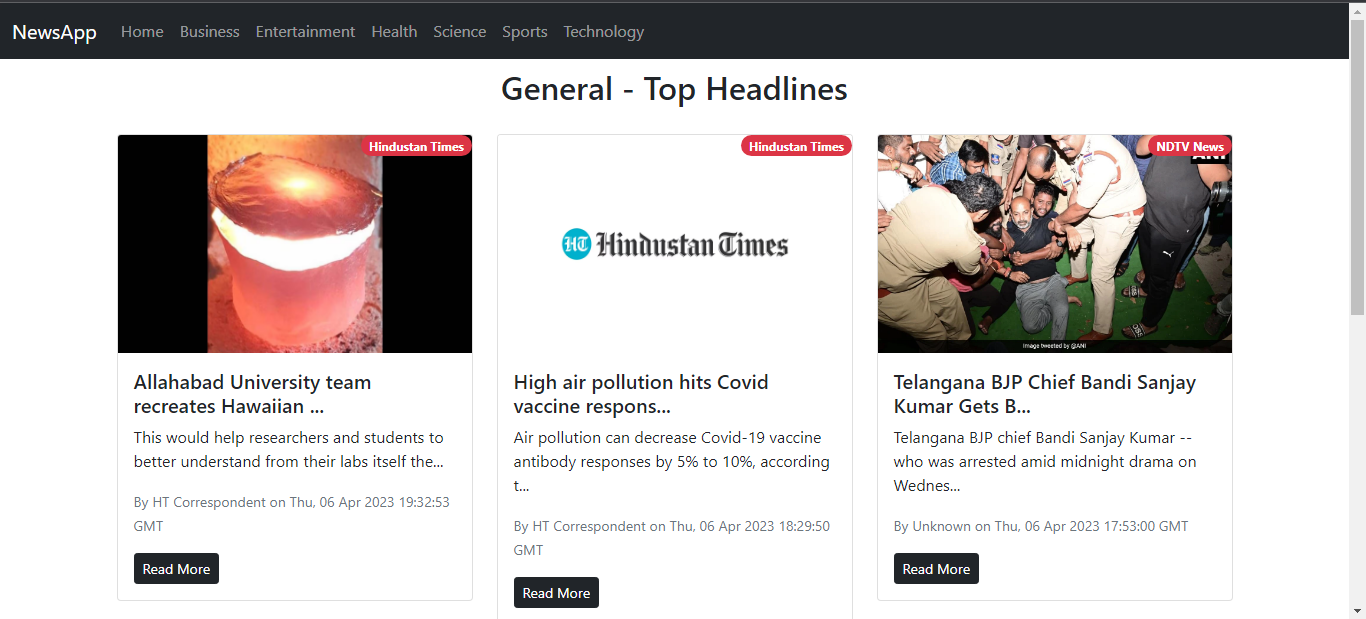 NewsApp Home Business Entertainment Health Science Sports Technology
General - Top Headlines
Hindustan Times
Allahabad University team
recreates Hawaiian ...
This would help researchers and students to
better understand from their labs itself the...
By HT Correspondent on Thu, 06 Apr 2023 19:32:53
GMT
Read More
Hindustan Times
HT Hindustan Times
High air pollution hits Covid
vaccine respons...
Air pollution can decrease Covid-19 vaccine
antibody responses by 5% to 10%, according
t...
By HT Correspondent on Thu, 06 Apr 2023 18:29:50
GMT
Read More
NDTV News
ANI
Image tweeted by @ANI
Telangana BJP Chief Bandi Sanjay
Kumar Gets B...
Telangana BJP chief Bandi Sanjay Kumar --
who was arrested amid midnight drama on
Wednes...
By Unknown on Thu, 06 Apr 2023 17:53:00 GMT
Read More